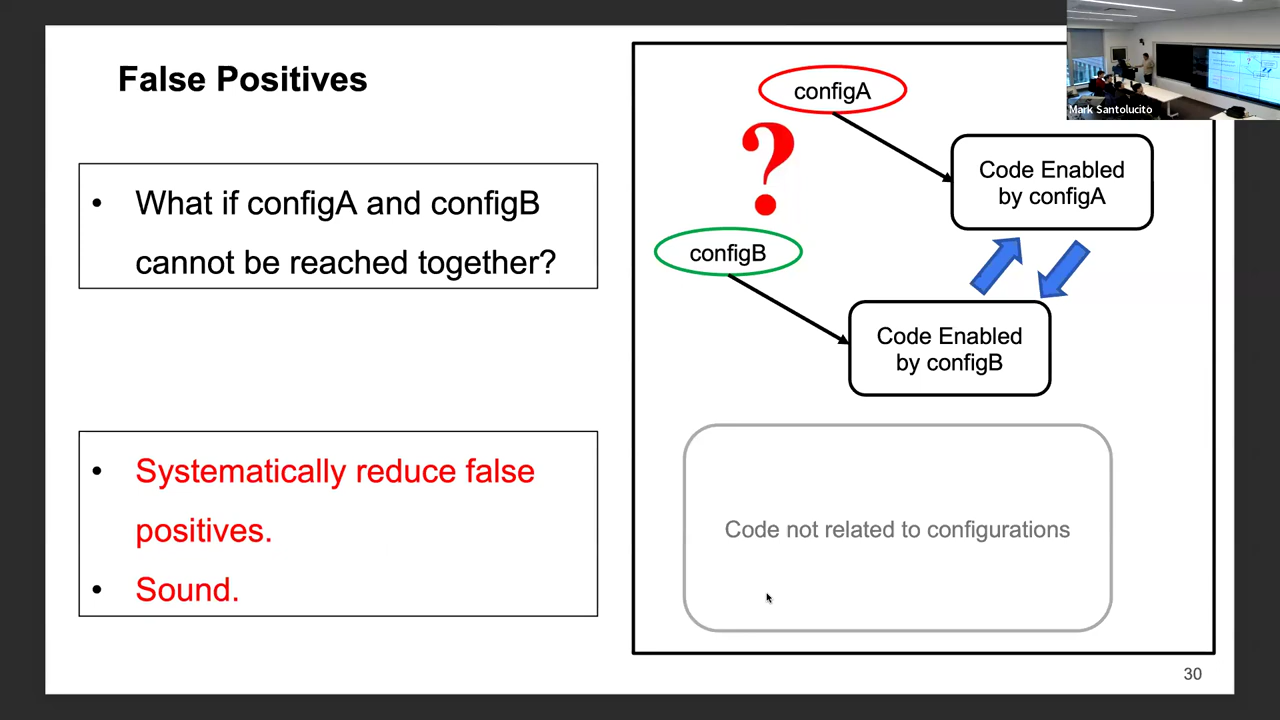 False Positives
• What if configA and configB
cannot be reached together?
• Systematically reduce false
positives.
• Sound.
configA
?
Code Enabled
by configA
configB
Code Enabled
by configB
Code not related to configurations
Mark Santolucito
30